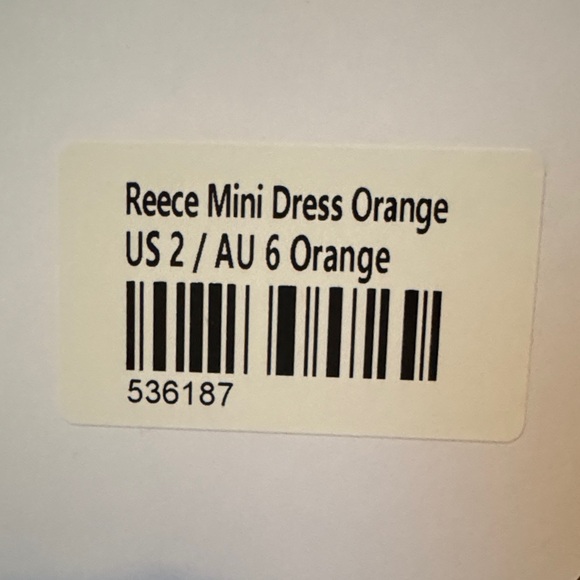 Reece Mini Dress Orange
US 2 / AU 6 Orange
536187